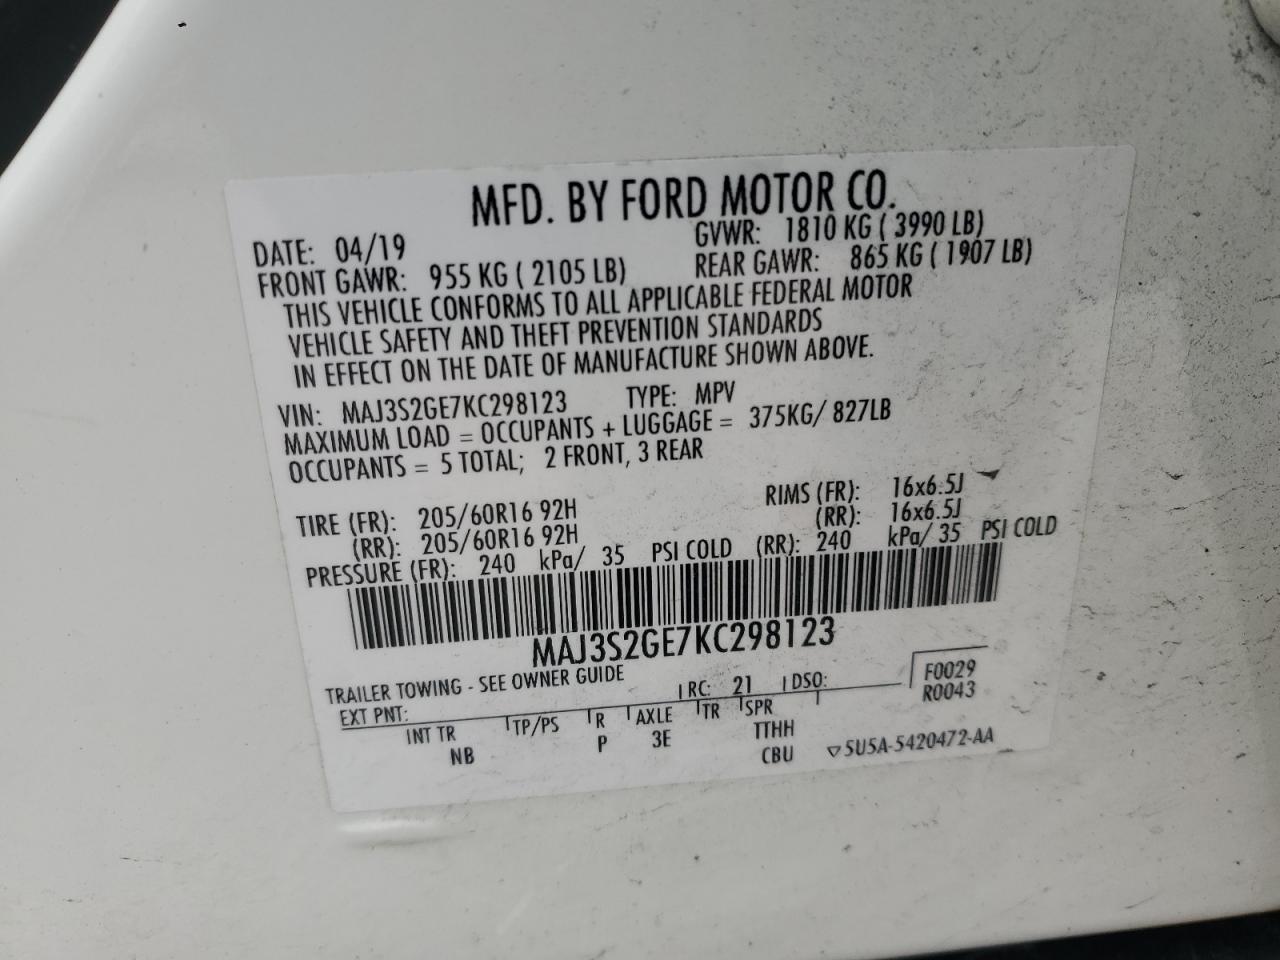 MFD. BY FORD MOTOR CO.
DATE: 04/19 GVWR: 1810 KG ( 3990 LB)
FRONT GAWR: 955 KG ( 2105 LB) REAR GAWR: 865 KG ( 1907 LB)
THIS VEHICLE CONFORMS TO ALL APPLICABLE FEDERAL MOTOR
VEHICLE SAFETY AND THEFT PREVENTION STANDARDS
IN EFFECT ON THE DATE OF MANUFACTURE SHOWN ABOVE.
VIN: MAJ3S2GE7KC298123 TYPE: MPV
MAXIMUM LOAD = OCCUPANTS + LUGGAGE = 375KG/ 827LB
OCCUPANTS = 5 TOTAL; 2 FRONT, 3 REAR
TIRE (FR): 205/60R16 92H RIMS (FR): 16x6.5J
(RR): 205/60R16 92H (RR): 16x6.5J
PRESSURE (FR): 240 kPa/ 35 PSI COLD (RR): 240 kPa/ 35 PSI COLD
MAJ3S2GE7KC298123
TRAILER TOWING - SEE OWNER GUIDE
EXT PNT: RC: 21 DSO: F0029
R0043
INT TR TP/PS R AXLE TR SPR
NB P 3E TTHH
CBU 5U5A-5420472-AA